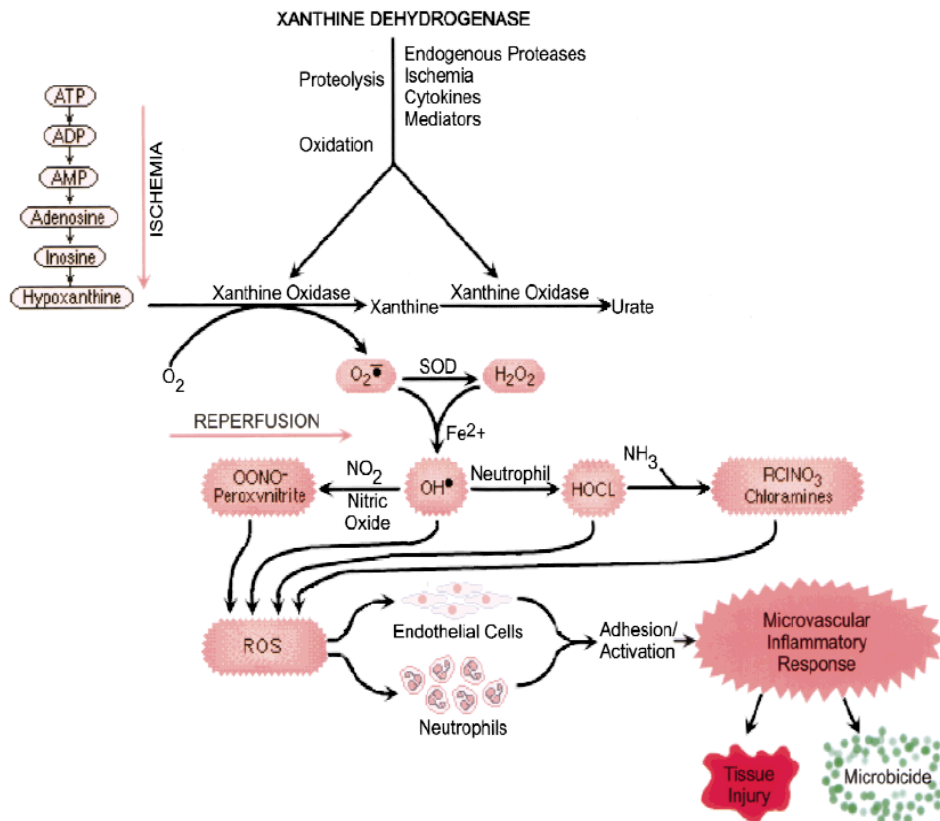 XANTHINE DEHYDROGENASE
Proteolysis
Oxidation
Endogenous Proteases
Ischemia
Cytokines
Mediators
ATP
ADP
AMP
Adenosine
Inosine
Hypoxanthine
ISCHEMIA
Xanthine Oxidase
Xanthine
Xanthine Oxidase
Urate
O2
O2•̅
SOD
H2O2
Fe2+
REPERFUSION
OONO-
Peroxynitrite
NO2
Nitric
Oxide
OH•
Neutrophil
HOCL
NH3
RCINO3
Chloramines
ROS
Endothelial Cells
Neutrophils
Adhesion/
Activation
Microvascular
Inflammatory
Response
Tissue
Injury
Microbicide